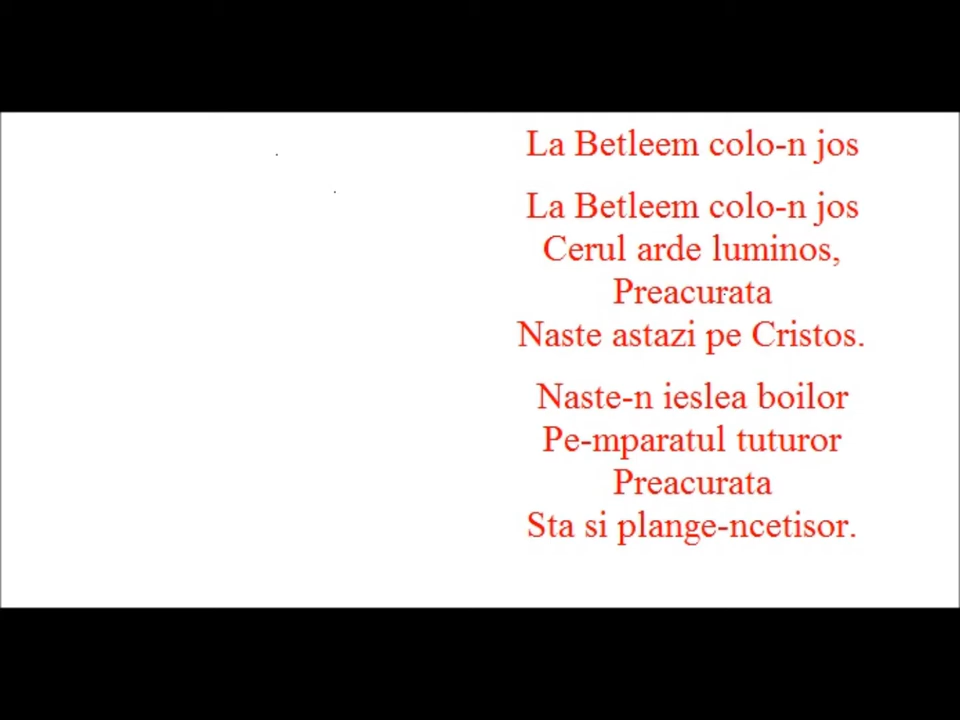 La Betleem colo-n jos
La Betleem colo-n jos
Cerul arde luminos,
Preacurata
Naste astazi pe Cristos.
Naste-n ieslea boilor
Pe-mparatul tuturor
Preacurata
Sta si plange-ncetisor.